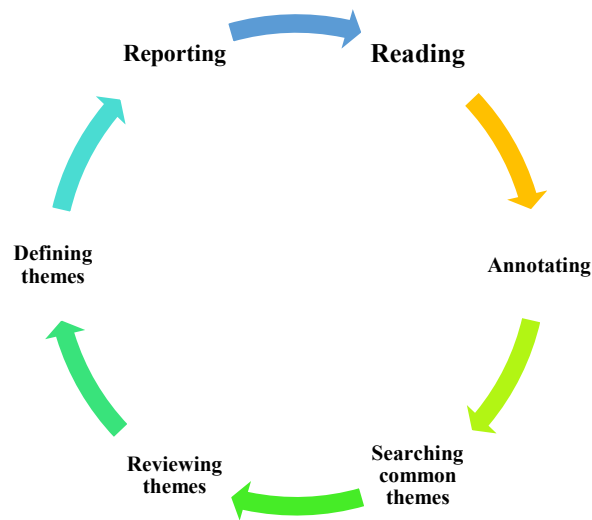 Reporting
Reading
Annotating
Searching
common
themes
Reviewing
themes
Defining
themes